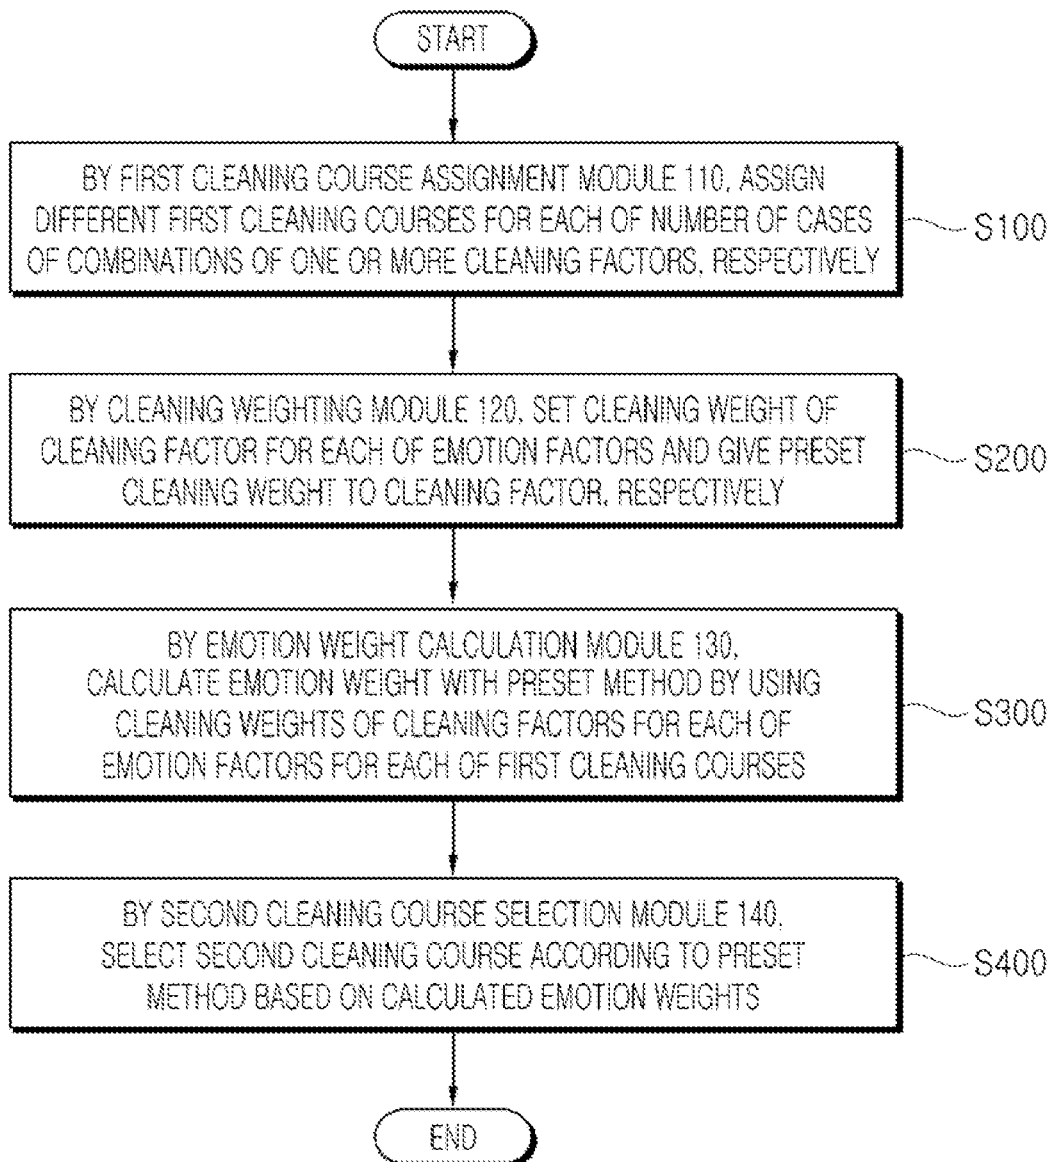 START
BY FIRST CLEANING COURSE ASSIGNMENT MODULE 110, ASSIGN
DIFFERENT FIRST CLEANING COURSES FOR EACH OF NUMBER OF CASES
OF COMBINATIONS OF ONE OR MORE CLEANING FACTORS, RESPECTIVELY
S100
BY CLEANING WEIGHTING MODULE 120, SET CLEANING WEIGHT OF
CLEANING FACTOR FOR EACH OF EMOTION FACTORS AND GIVE PRESET
CLEANING WEIGHT TO CLEANING FACTOR, RESPECTIVELY
S200
BY EMOTION WEIGHT CALCULATION MODULE 130,
CALCULATE EMOTION WEIGHT WITH PRESET METHOD BY USING
CLEANING WEIGHTS OF CLEANING FACTORS FOR EACH OF
EMOTION FACTORS FOR EACH OF FIRST CLEANING COURSES
S300
BY SECOND CLEANING COURSE SELECTION MODULE 140,
SELECT SECOND CLEANING COURSE ACCORDING TO PRESET
METHOD BASED ON CALCULATED EMOTION WEIGHTS
S400
END